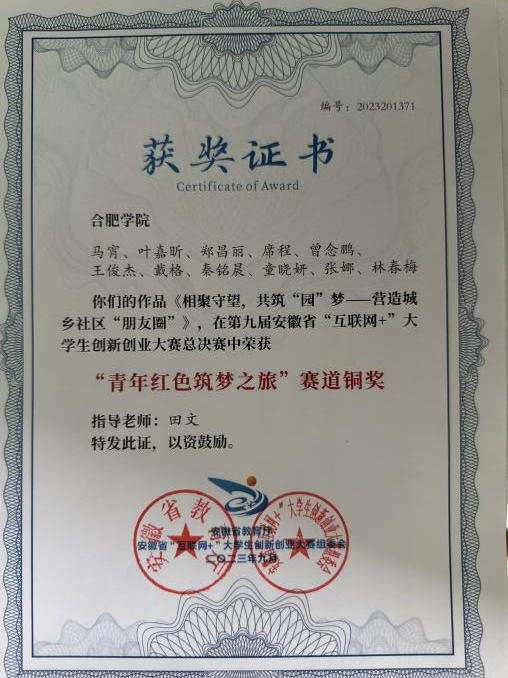 编号：2023201371
获奖证书
Certificate of Award
合肥学院
马宵、叶嘉昕、郑昌丽、席程、曾念鹏、
王俊杰、戴格、秦铭晨、童晓妍、张娜、林春梅
你们的作品《相聚守望，共筑“园”梦——营造城
乡社区“朋友圈”》，在第九届安徽省“互联网+”大
学生创新创业大赛总决赛中荣获
“青年红色筑梦之旅”赛道铜奖
指导老师：田文
特发此证，以资鼓励。
安徽省教育厅
安徽省“互联网+”大学生创新创业大赛组委会
二〇二三年九月